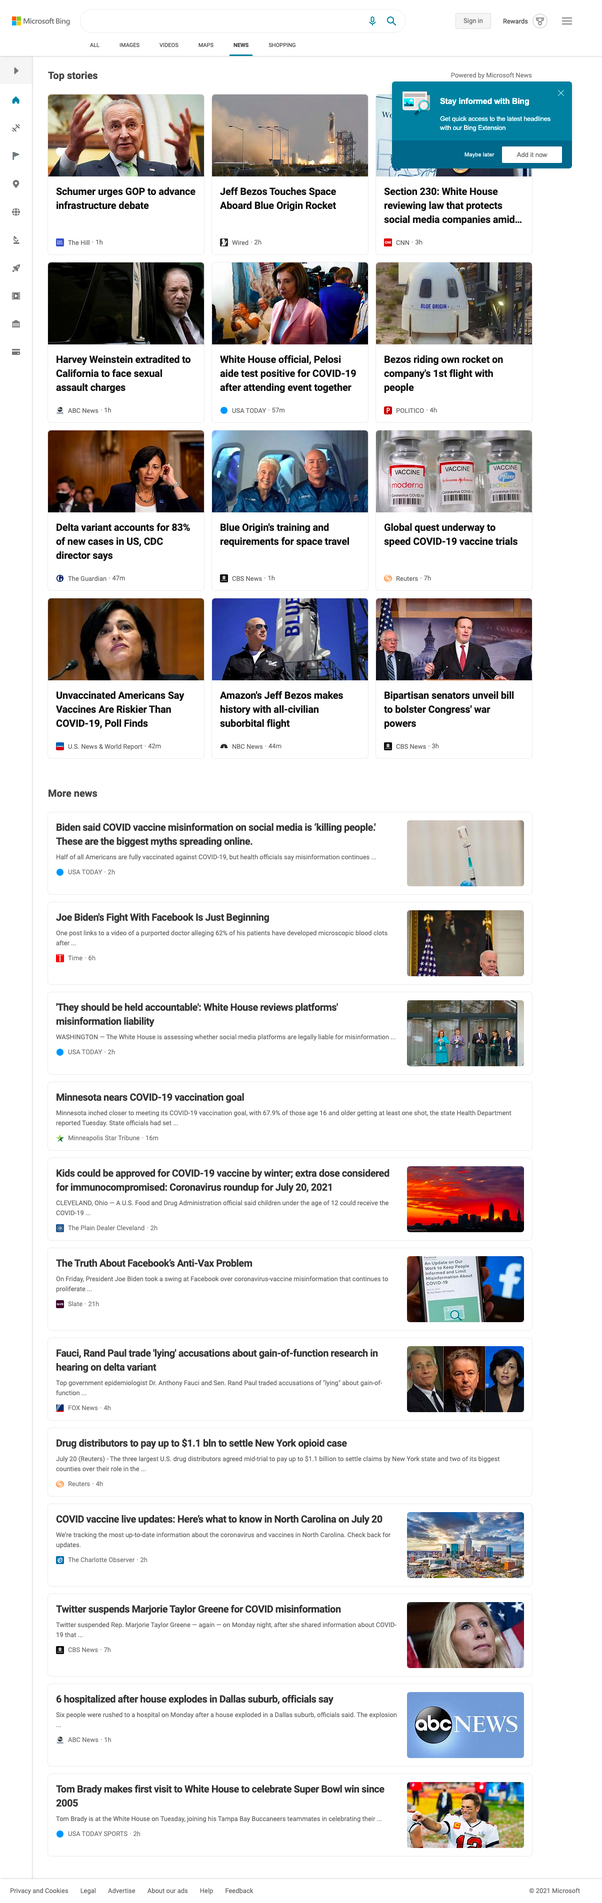 Microsoft Bing
Sign in
Rewards
ALL
IMAGES
VIDEOS
MAPS
NEWS
SHOPPING
Top stories
Powered by Microsoft News
Stay informed with Bing
Get quick access to the latest headlines
with our Bing Extension
Maybe later
Add it now
Schumer urges GOP to advance
infrastructure debate
The Hill · 1h
Jeff Bezos Touches Space
Aboard Blue Origin Rocket
Wired · 2h
Section 230: White House
reviewing law that protects
social media companies amid...
CNN · 3h
Harvey Weinstein extradited to
California to face sexual
assault charges
ABC News · 1h
White House official, Pelosi
aide test positive for COVID-19
after attending event together
USA TODAY · 57m
BLUE ORIGIN
Bezos riding own rocket on
company's 1st flight with
people
POLITICO · 4h
Delta variant accounts for 83%
of new cases in US, CDC
director says
The Guardian · 47m
Blue Origin's training and
requirements for space travel
CBS News · 1h
VACCINE
moderna
VACCINE
VACCINE
Global quest underway to
speed COVID-19 vaccine trials
Reuters · 7h
Unvaccinated Americans Say
Vaccines Are Riskier Than
COVID-19, Poll Finds
U.S. News & World Report · 42m
BLUE
Amazon's Jeff Bezos makes
history with all-civilian
suborbital flight
NBC News · 44m
Bipartisan senators unveil bill
to bolster Congress' war
powers
CBS News · 3h
More news
Biden said COVID vaccine misinformation on social media is 'killing people.'
These are the biggest myths spreading online.
Half of all Americans are fully vaccinated against COVID-19, but health officials say misinformation continues ...
USA TODAY · 2h
Joe Biden's Fight With Facebook Is Just Beginning
One post links to a video of a purported doctor alleging 62% of his patients have developed microscopic blood clots
after ...
Time · 6h
'They should be held accountable': White House reviews platforms'
misinformation liability
WASHINGTON — The White House is assessing whether social media platforms are legally liable for misinformation ...
USA TODAY · 2h
Minnesota nears COVID-19 vaccination goal
Minnesota inched closer to meeting its COVID-19 vaccination goal, with 67.9% of those age 16 and older getting at least one shot, the state Health Department
reported Tuesday. State officials had set ...
Minneapolis Star Tribune · 16m
Kids could be approved for COVID-19 vaccine by winter; extra dose considered
for immunocompromised: Coronavirus roundup for July 20, 2021
CLEVELAND, Ohio — A U.S. Food and Drug Administration official said children under the age of 12 could receive the
COVID-19 ...
The Plain Dealer Cleveland · 2h
The Truth About Facebook's Anti-Vax Problem
On Friday, President Joe Biden took a swing at Facebook over coronavirus-vaccine misinformation that continues to
proliferate ...
Slate · 21h
An Update on Our
Work to Keep People
Informed and Limit
Misinformation About
COVID-19
Fauci, Rand Paul trade 'lying' accusations about gain-of-function research in
hearing on delta variant
Top government epidemiologist Dr. Anthony Fauci and Sen. Rand Paul traded accusations of "lying" about gain-of-
function ...
FOX News · 4h
Drug distributors to pay up to $1.1 bln to settle New York opioid case
July 20 (Reuters) - The three largest U.S. drug distributors agreed mid-trial to pay up to $1.1 billion to settle claims by New York state and two of its biggest
counties over their role in the ...
Reuters · 4h
COVID vaccine live updates: Here's what to know in North Carolina on July 20
We're tracking the most up-to-date information about the coronavirus and vaccines in North Carolina. Check back for
updates.
The Charlotte Observer · 2h
Twitter suspends Marjorie Taylor Greene for COVID misinformation
Twitter suspended Rep. Marjorie Taylor Greene — again — on Monday night, after she shared information about COVID-
19 that ...
CBS News · 7h
6 hospitalized after house explodes in Dallas suburb, officials say
Six people were rushed to a hospital on Monday after a house exploded in a Dallas suburb, officials said. The explosion
...
ABC News · 1h
abc NEWS
Tom Brady makes first visit to White House to celebrate Super Bowl win since
2005
Tom Brady is at the White House on Tuesday, joining his Tampa Bay Buccaneers teammates in celebrating their ...
USA TODAY SPORTS · 2h
12
Privacy and Cookies
Legal
Advertise
About our ads
Help
Feedback
© 2021 Microsoft